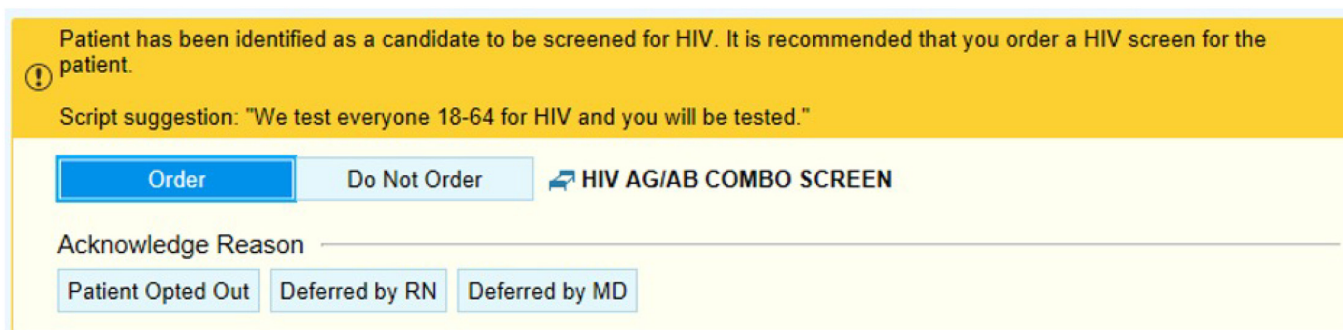 Patient has been identified as a candidate to be screened for HIV. It is recommended that you order a HIV screen for the
patient.
Script suggestion: "We test everyone 18-64 for HIV and you will be tested."
Order Do Not Order HIV AG/AB COMBO SCREEN
Acknowledge Reason
Patient Opted Out Deferred by RN Deferred by MD